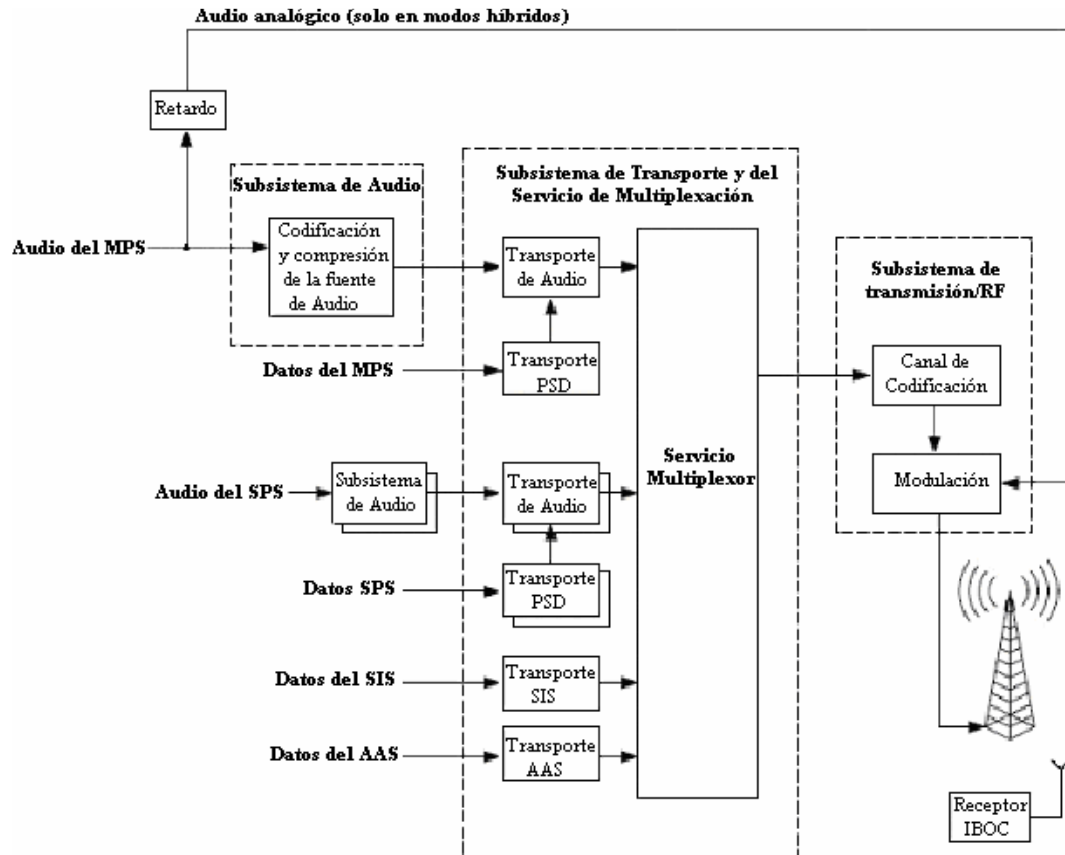 Audio analógico (solo en modos híbridos)
Retardo
Subsistema de Audio
Audio del MPS
Codificación
y compresión
de la fuente
de Audio
Subsistema de Transporte y del
Servicio de Multiplexación
Transporte
de Audio
Datos del MPS
Transporte
PSD
Audio del SPS
Subsistema
de Audio
Transporte
de Audio
Datos SPS
Transporte
PSD
Datos del SIS
Transporte
SIS
Datos del AAS
Transporte
AAS
Servicio
Multiplexor
Subsistema de
transmisión/RF
Canal de
Codificación
Modulación
Receptor
IBOC